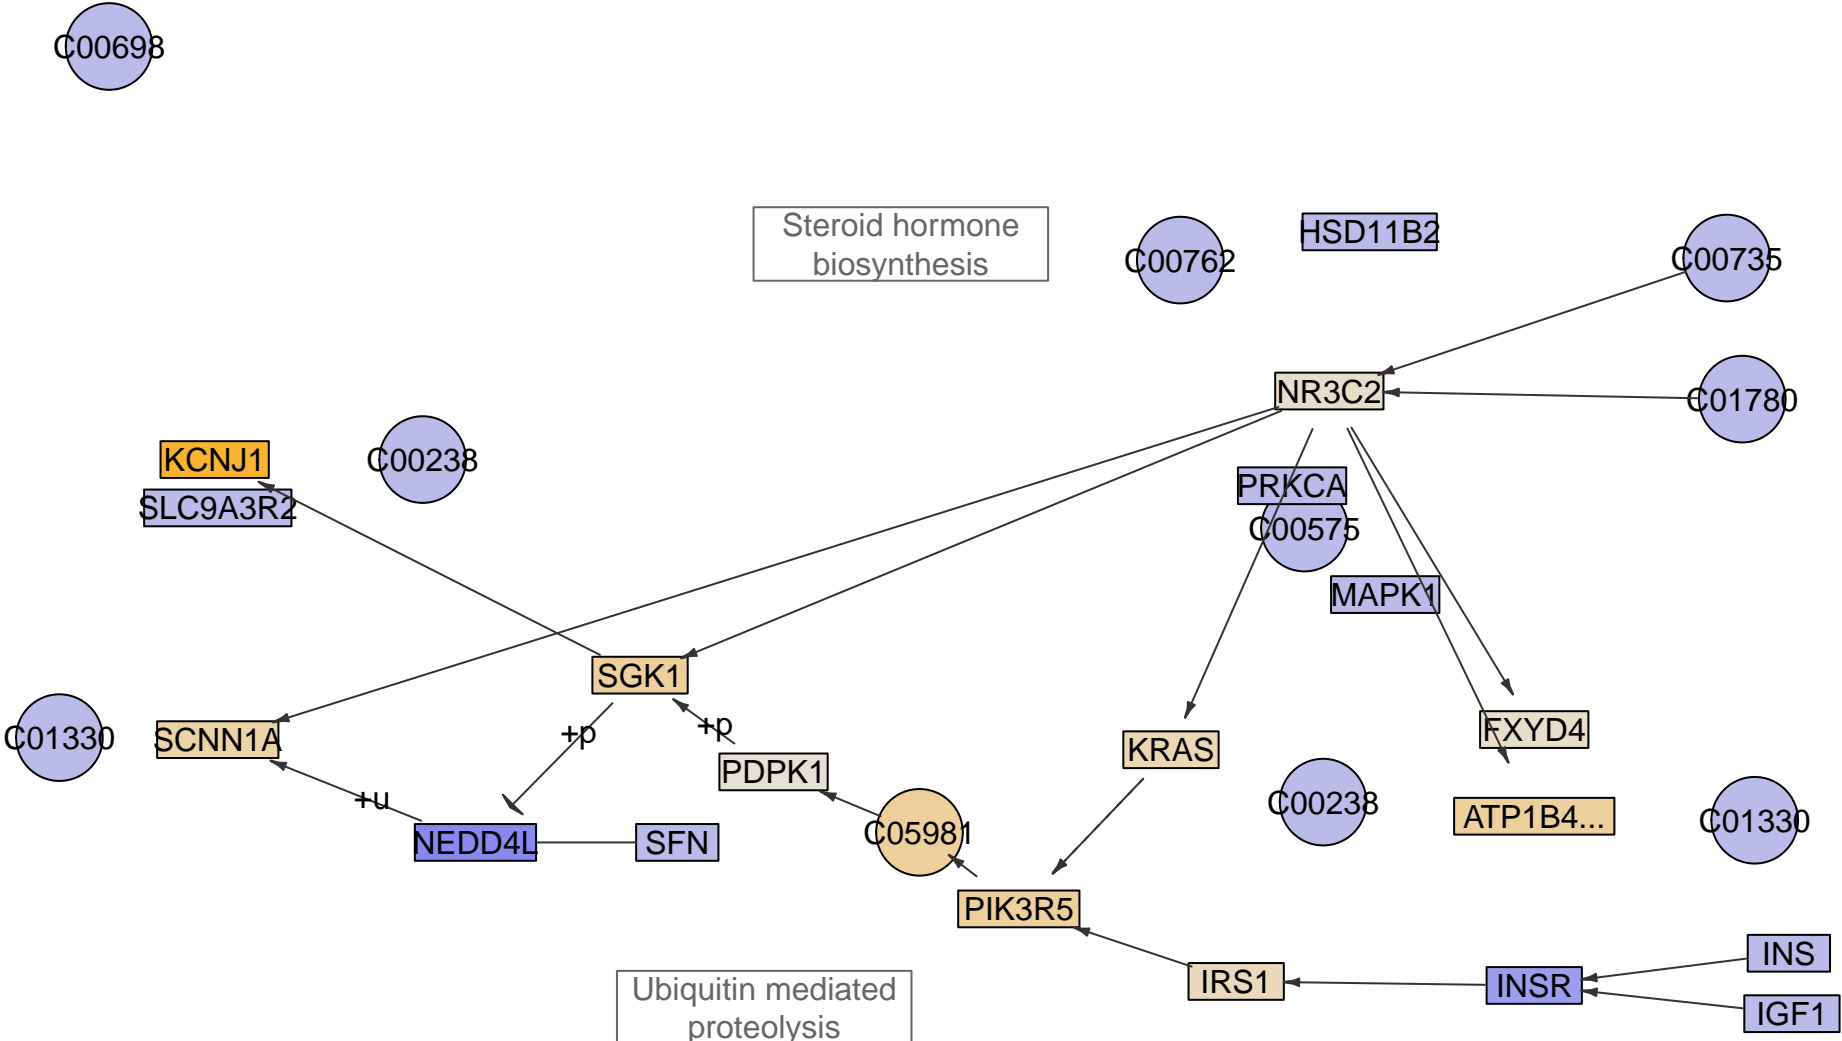 C00698
Steroid hormone
biosynthesis
C00762
HSD11B2
C00735
NR3C2
C01780
KCNJ1
C00238
SLC9A3R2
PRKCA
C00575
MAPK1
SGK1
C01330
SCNN1A
+p
+p
FXYD4
KRAS
PDPK1
+u
C00238
ATP1B4...
C01330
NEDD4L
SFN
C05981
PIK3R5
INS
IRS1
INSR
IGF1
Ubiquitin mediated
proteolysis